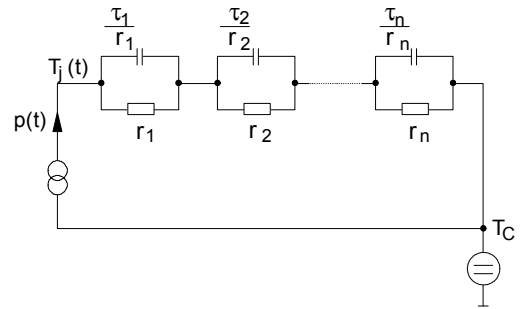 τ1 τ2 τn
r1 r2 rn
Tj (t)
r1 r2 rn
p(t)
TC